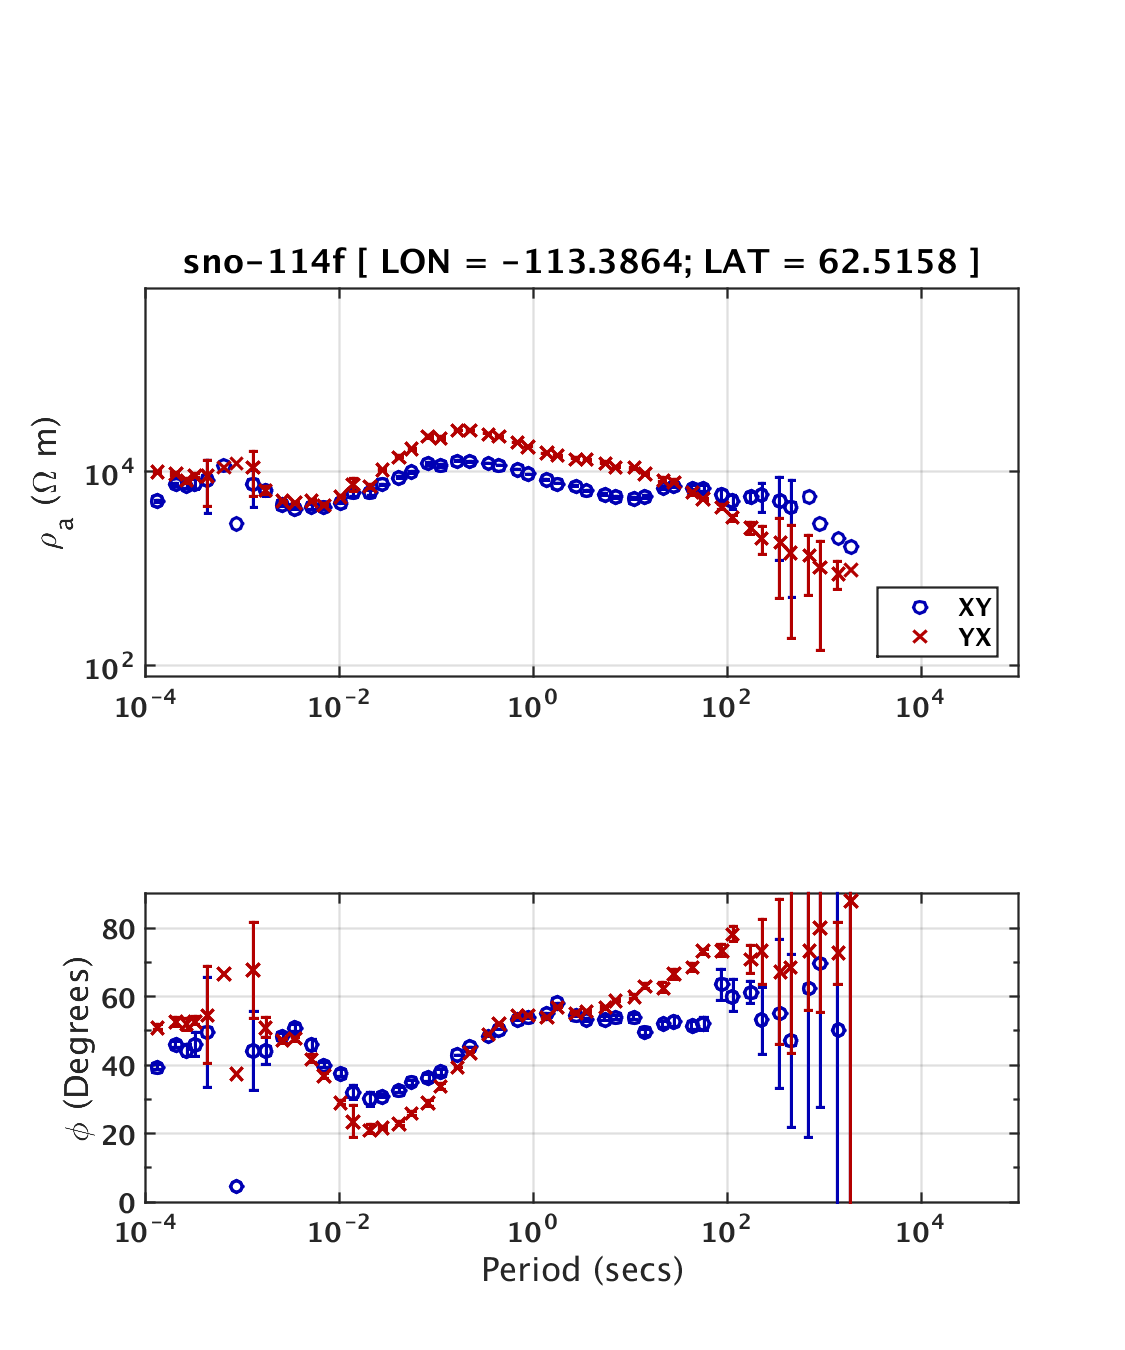 sno-114f [ LON = -113.3864; LAT = 62.5158 ]
ρa (Ω m)
10^4
10^2
XY
YX
10^-4 10^-2 10^0 10^2 10^4
φ (Degrees)
80
60
40
20
0
10^-4 10^-2 10^0 10^2 10^4
Period (secs)